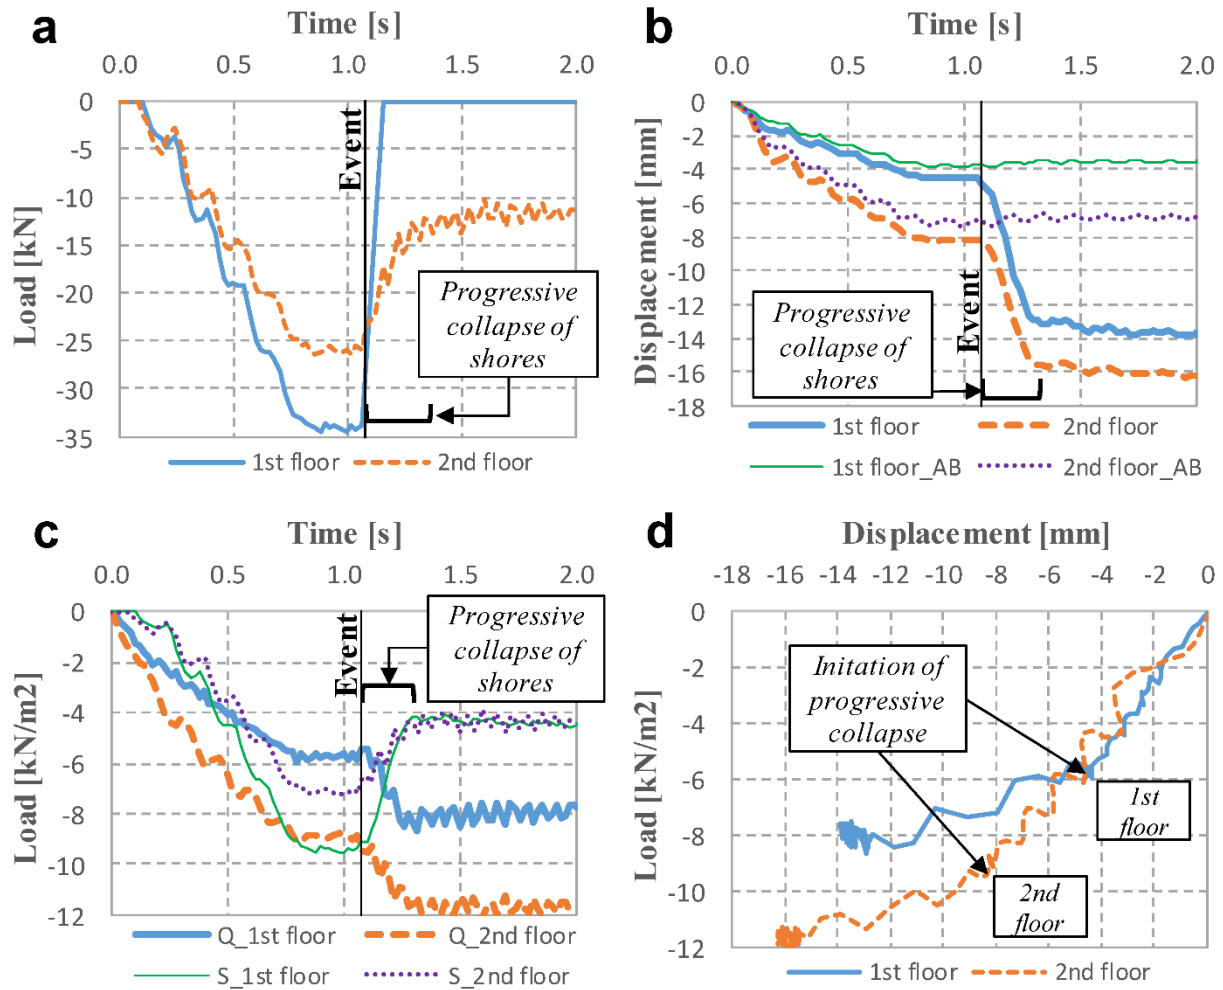 a
Time [s]
0.0 0.5 1.0 1.5 2.0
Load [kN]
0
-5
-10
-15
-20
-25
-30
-35
Event
Progressive
collapse of
shores
1st floor 2nd floor
b
Time [s]
0.0 0.5 1.0 1.5 2.0
Displacement [mm]
0
-2
-4
-6
-8
-10
-12
-14
-16
-18
Event
Progressive
collapse of
shores
1st floor 2nd floor
1st floor_AB 2nd floor_AB
c
Time [s]
0.0 0.5 1.0 1.5 2.0
Load [kN/m2]
0
-2
-4
-6
-8
-10
-12
Event
Progressive
collapse of
shores
Q_1st floor Q_2nd floor
S_1st floor S_2nd floor
d
Displacement [mm]
-18 -16 -14 -12 -10 -8 -6 -4 -2 0
Load [kN/m2]
0
-2
-4
-6
-8
-10
-12
Initation of
progressive
collapse
1st
floor
2nd
floor
1st floor 2nd floor